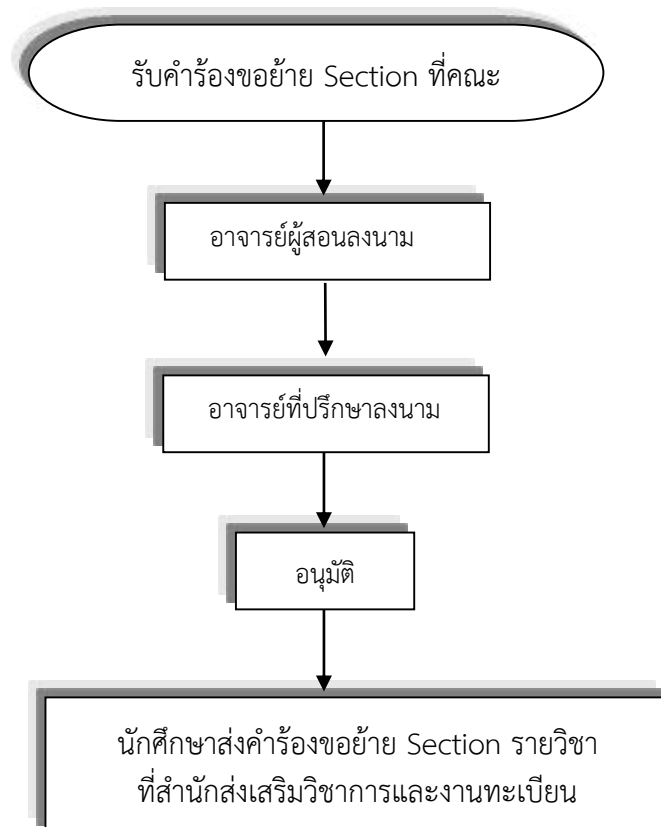 รับคำร้องขอย้าย Section ที่คณะ
อาจารย์ผู้สอนลงนาม
อาจารย์ที่ปรึกษาลงนาม
อนุมัติ
นักศึกษาส่งคำร้องขอย้าย Section รายวิชา
ที่สำนักส่งเสริมวิชาการและงานทะเบียน